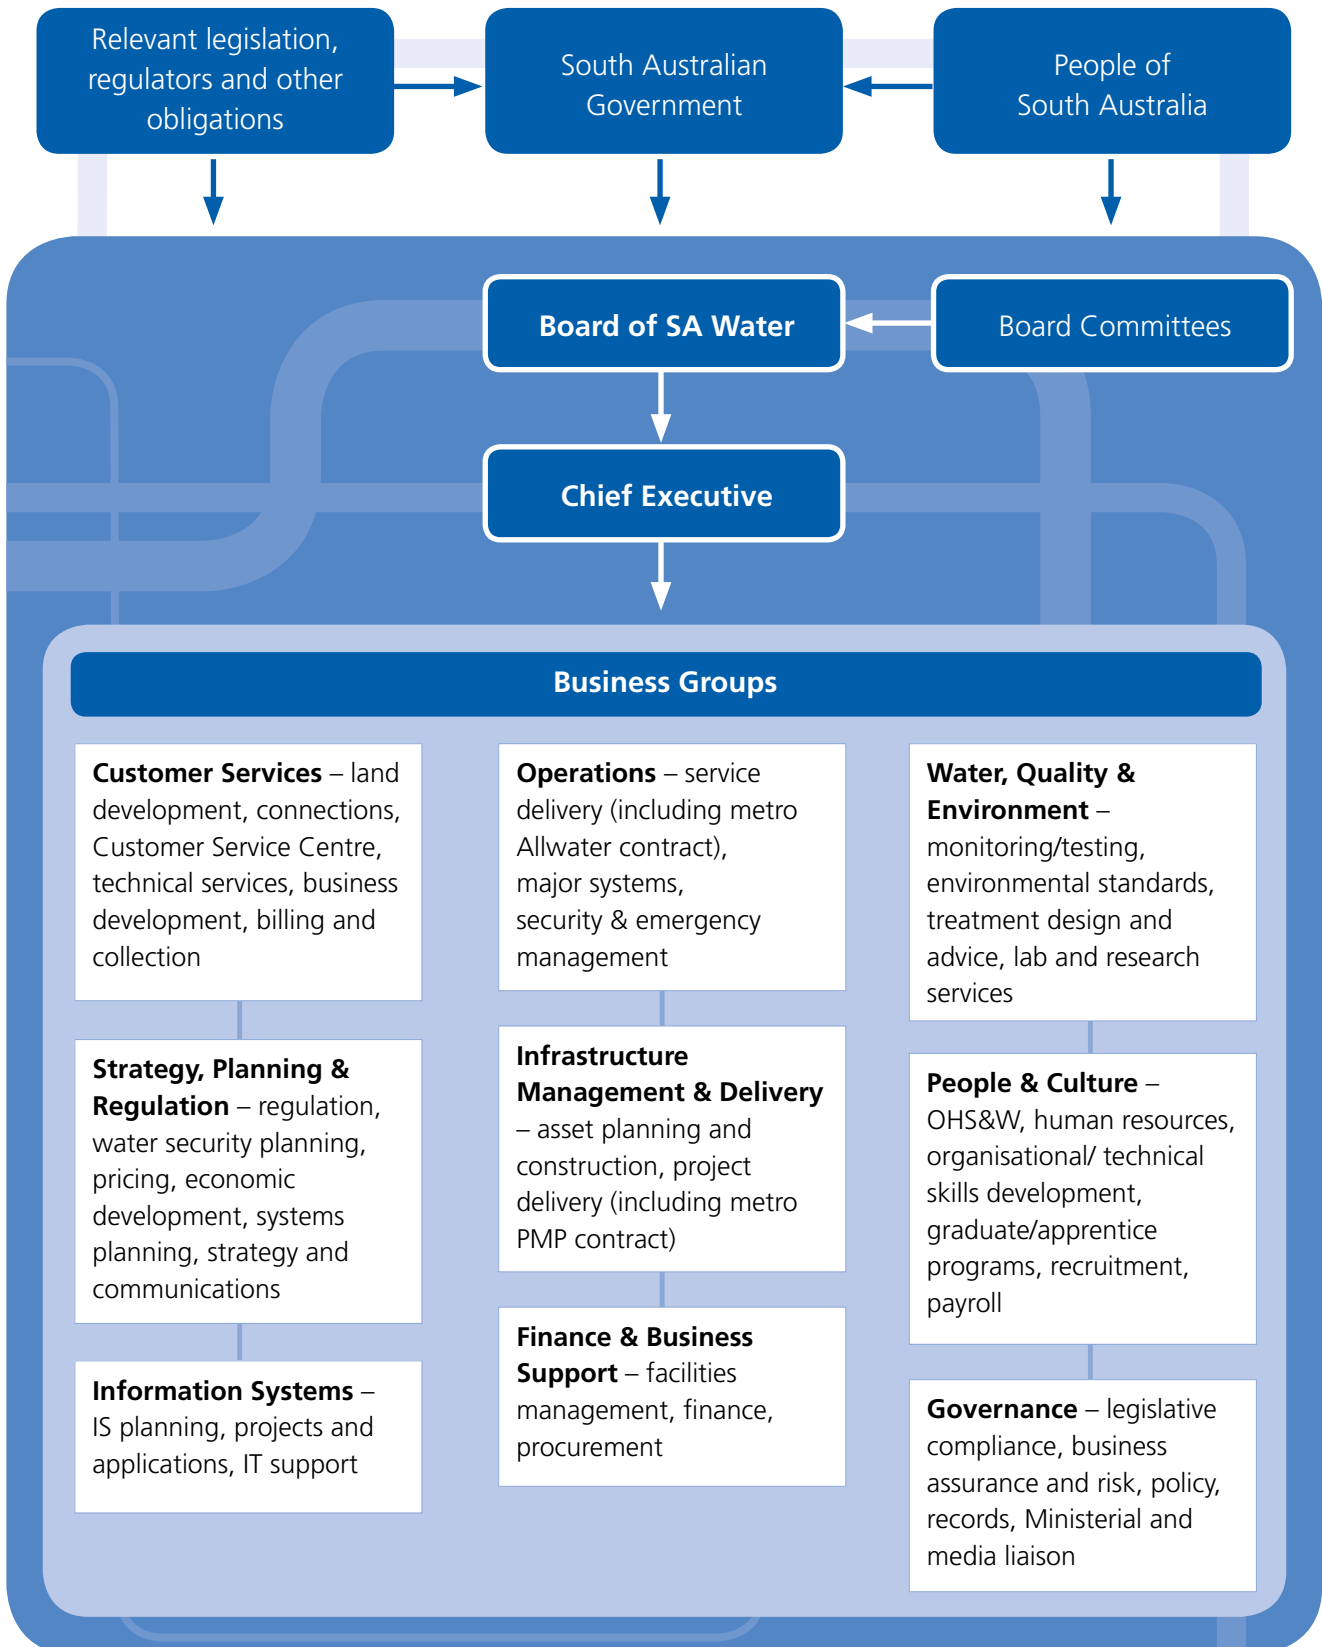 Relevant legislation,
regulators and other
obligations
South Australian
Government
People of
South Australia
Board of SA Water
Board Committees
Chief Executive
Business Groups
Customer Services – land
development, connections,
Customer Service Centre,
technical services, business
development, billing and
collection
Strategy, Planning &
Regulation – regulation,
water security planning,
pricing, economic
development, systems
planning, strategy and
communications
Information Systems –
IS planning, projects and
applications, IT support
Operations – service
delivery (including metro
Allwater contract),
major systems,
security & emergency
management
Infrastructure
Management & Delivery
– asset planning and
construction, project
delivery (including metro
PMP contract)
Finance & Business
Support – facilities
management, finance,
procurement
Water, Quality &
Environment –
monitoring/testing,
environmental standards,
treatment design and
advice, lab and research
services
People & Culture –
OHS&W, human resources,
organisational/ technical
skills development,
graduate/apprentice
programs, recruitment,
payroll
Governance – legislative
compliance, business
assurance and risk, policy,
records, Ministerial and
media liaison